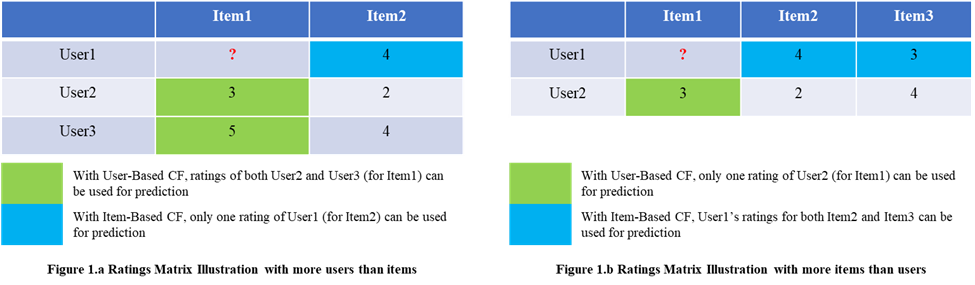 Item1 Item2
User1 ? 4
User2 3 2
User3 5 4
With User-Based CF, ratings of both User2 and User3 (for Item1) can
be used for prediction
With Item-Based CF, only one rating of User1 (for Item2) can be used
for prediction
Figure 1.a Ratings Matrix Illustration with more users than items
Item1 Item2 Item3
User1 ? 4 3
User2 3 2 4
With User-Based CF, only one rating of User2 (for Item1) can be
used for prediction
With Item-Based CF, User1's ratings for both Item2 and Item3 can be
used for prediction
Figure 1.b Ratings Matrix Illustration with more items than users